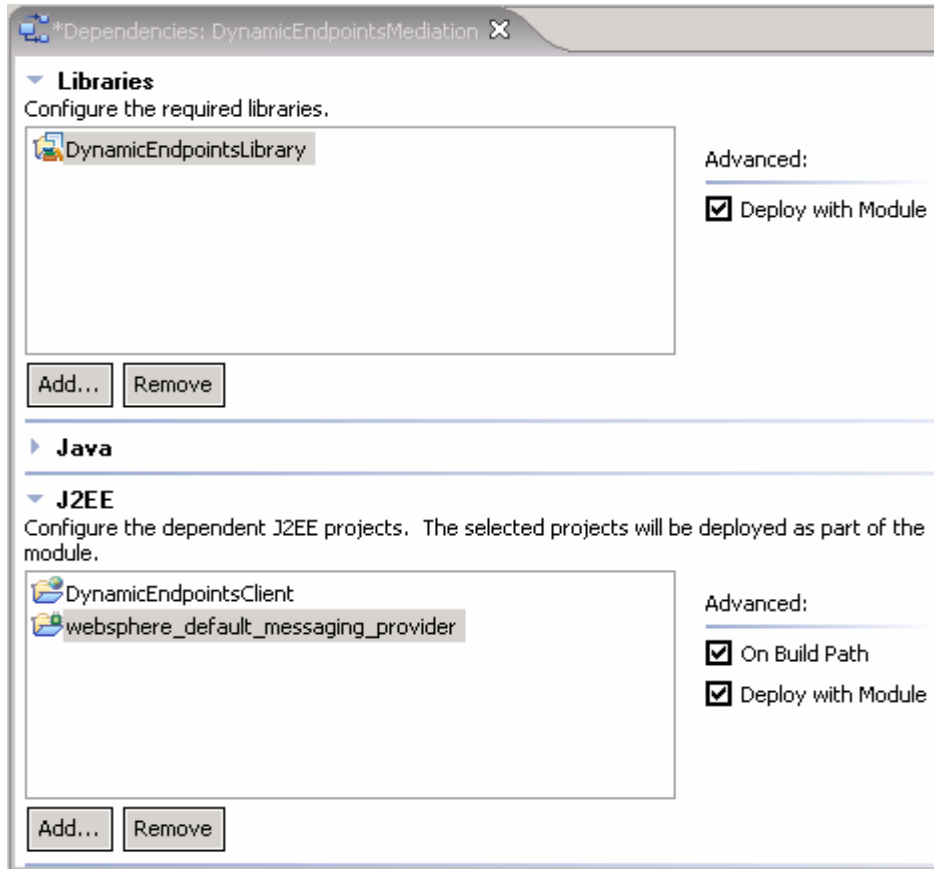 *Dependencies: DynamicEndpointsMediation
Libraries
Configure the required libraries.
DynamicEndpointsLibrary
Advanced:
Deploy with Module
Add...
Remove
Java
J2EE
Configure the dependent J2EE projects.  The selected projects will be deployed as part of the
module.
DynamicEndpointsClient
websphere_default_messaging_provider
Advanced:
On Build Path
Deploy with Module
Add...
Remove